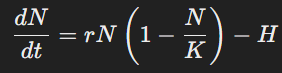 dN/dt = rN(1 − N/K) − H